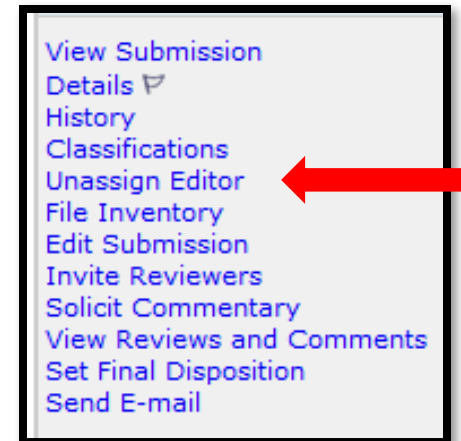 View Submission
Details
History
Classifications
Unassign Editor
File Inventory
Edit Submission
Invite Reviewers
Solicit Commentary
View Reviews and Comments
Set Final Disposition
Send E-mail